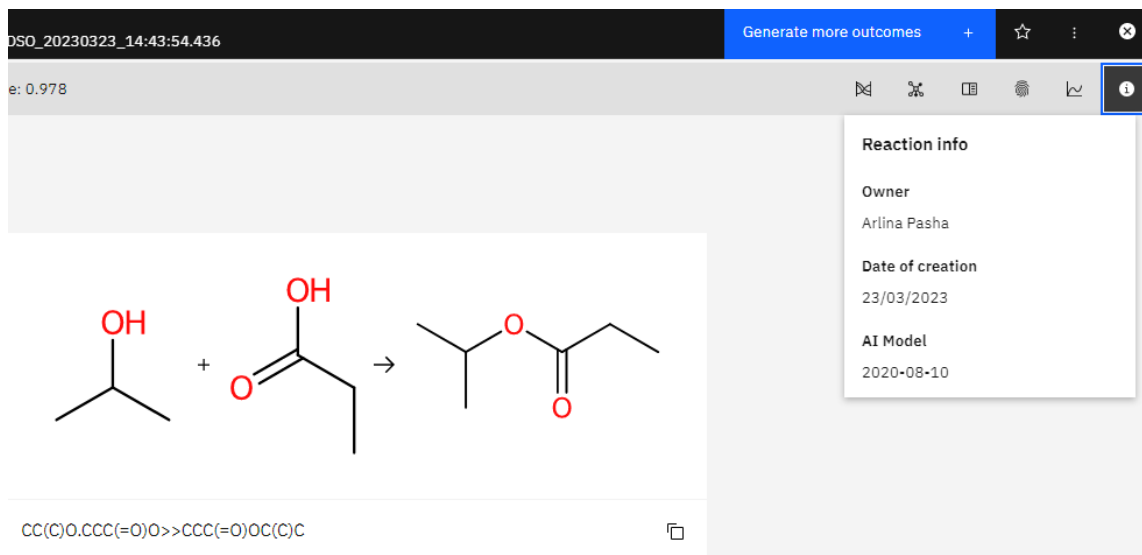 OSO_20230323_14:43:54.436
Generate more outcomes +
e: 0.978
Reaction info
Owner
Arlina Pasha
Date of creation
23/03/2023
AI Model
2020-08-10
OH
+
OH
O
→
O
O
CC(C)O.CCC(=O)O>>CCC(=O)OC(C)C